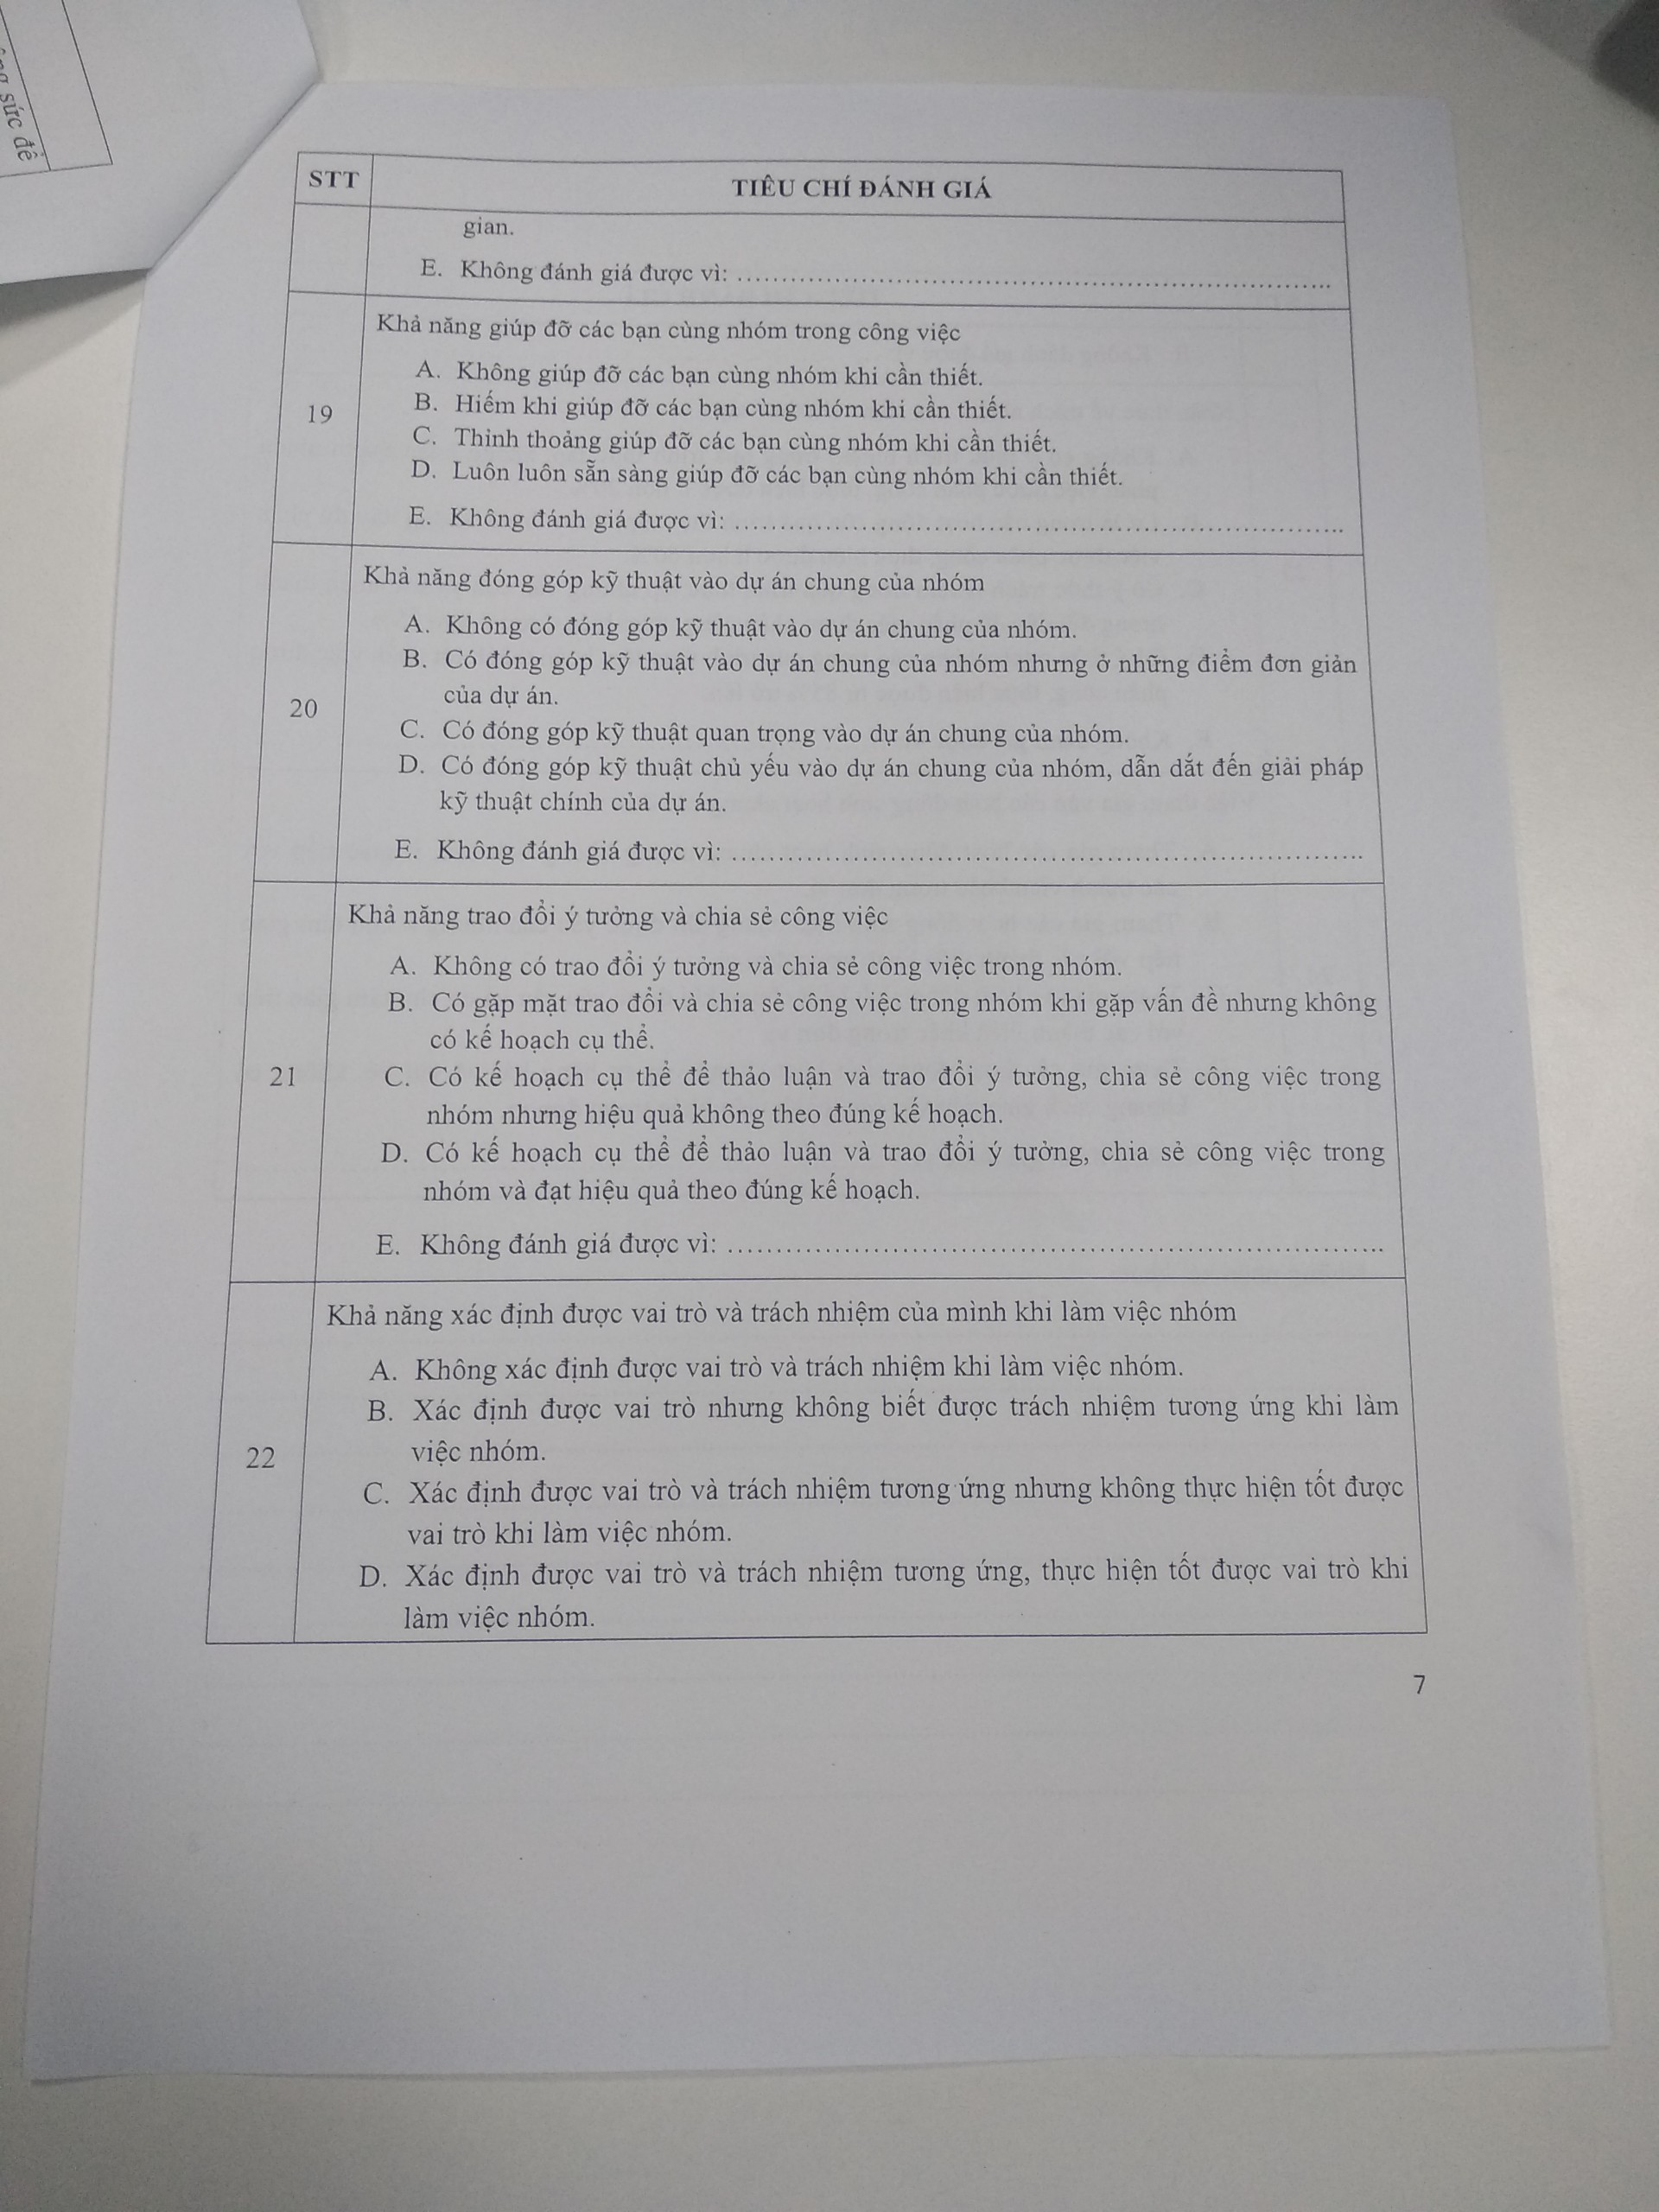 sức đề
STT
TIÊU CHÍ ĐÁNH GIÁ
gian.
E. Không đánh giá được vì: ........................................................................
Khả năng giúp đỡ các bạn cùng nhóm trong công việc
19
A. Không giúp đỡ các bạn cùng nhóm khi cần thiết.
B. Hiếm khi giúp đỡ các bạn cùng nhóm khi cần thiết.
C. Thỉnh thoảng giúp đỡ các bạn cùng nhóm khi cần thiết.
D. Luôn luôn sẵn sàng giúp đỡ các bạn cùng nhóm khi cần thiết.
E. Không đánh giá được vì: ........................................................................
Khả năng đóng góp kỹ thuật vào dự án chung của nhóm
20
A. Không có đóng góp kỹ thuật vào dự án chung của nhóm.
B. Có đóng góp kỹ thuật vào dự án chung của nhóm nhưng ở những điểm đơn giản
của dự án.
C. Có đóng góp kỹ thuật quan trọng vào dự án chung của nhóm.
D. Có đóng góp kỹ thuật chủ yếu vào dự án chung của nhóm, dẫn dắt đến giải pháp
kỹ thuật chính của dự án.
E. Không đánh giá được vì: ........................................................................
Khả năng trao đổi ý tưởng và chia sẻ công việc
21
A. Không có trao đổi ý tưởng và chia sẻ công việc trong nhóm.
B. Có gặp mặt trao đổi và chia sẻ công việc trong nhóm khi gặp vấn đề nhưng không
có kế hoạch cụ thể.
C. Có kế hoạch cụ thể để thảo luận và trao đổi ý tưởng, chia sẻ công việc trong
nhóm nhưng hiệu quả không theo đúng kế hoạch.
D. Có kế hoạch cụ thể để thảo luận và trao đổi ý tưởng, chia sẻ công việc trong
nhóm và đạt hiệu quả theo đúng kế hoạch.
E. Không đánh giá được vì: ........................................................................
Khả năng xác định được vai trò và trách nhiệm của mình khi làm việc nhóm
22
A. Không xác định được vai trò và trách nhiệm khi làm việc nhóm.
B. Xác định được vai trò nhưng không biết được trách nhiệm tương ứng khi làm
việc nhóm.
C. Xác định được vai trò và trách nhiệm tương ứng nhưng không thực hiện tốt được
vai trò khi làm việc nhóm.
D. Xác định được vai trò và trách nhiệm tương ứng, thực hiện tốt được vai trò khi
làm việc nhóm.
7